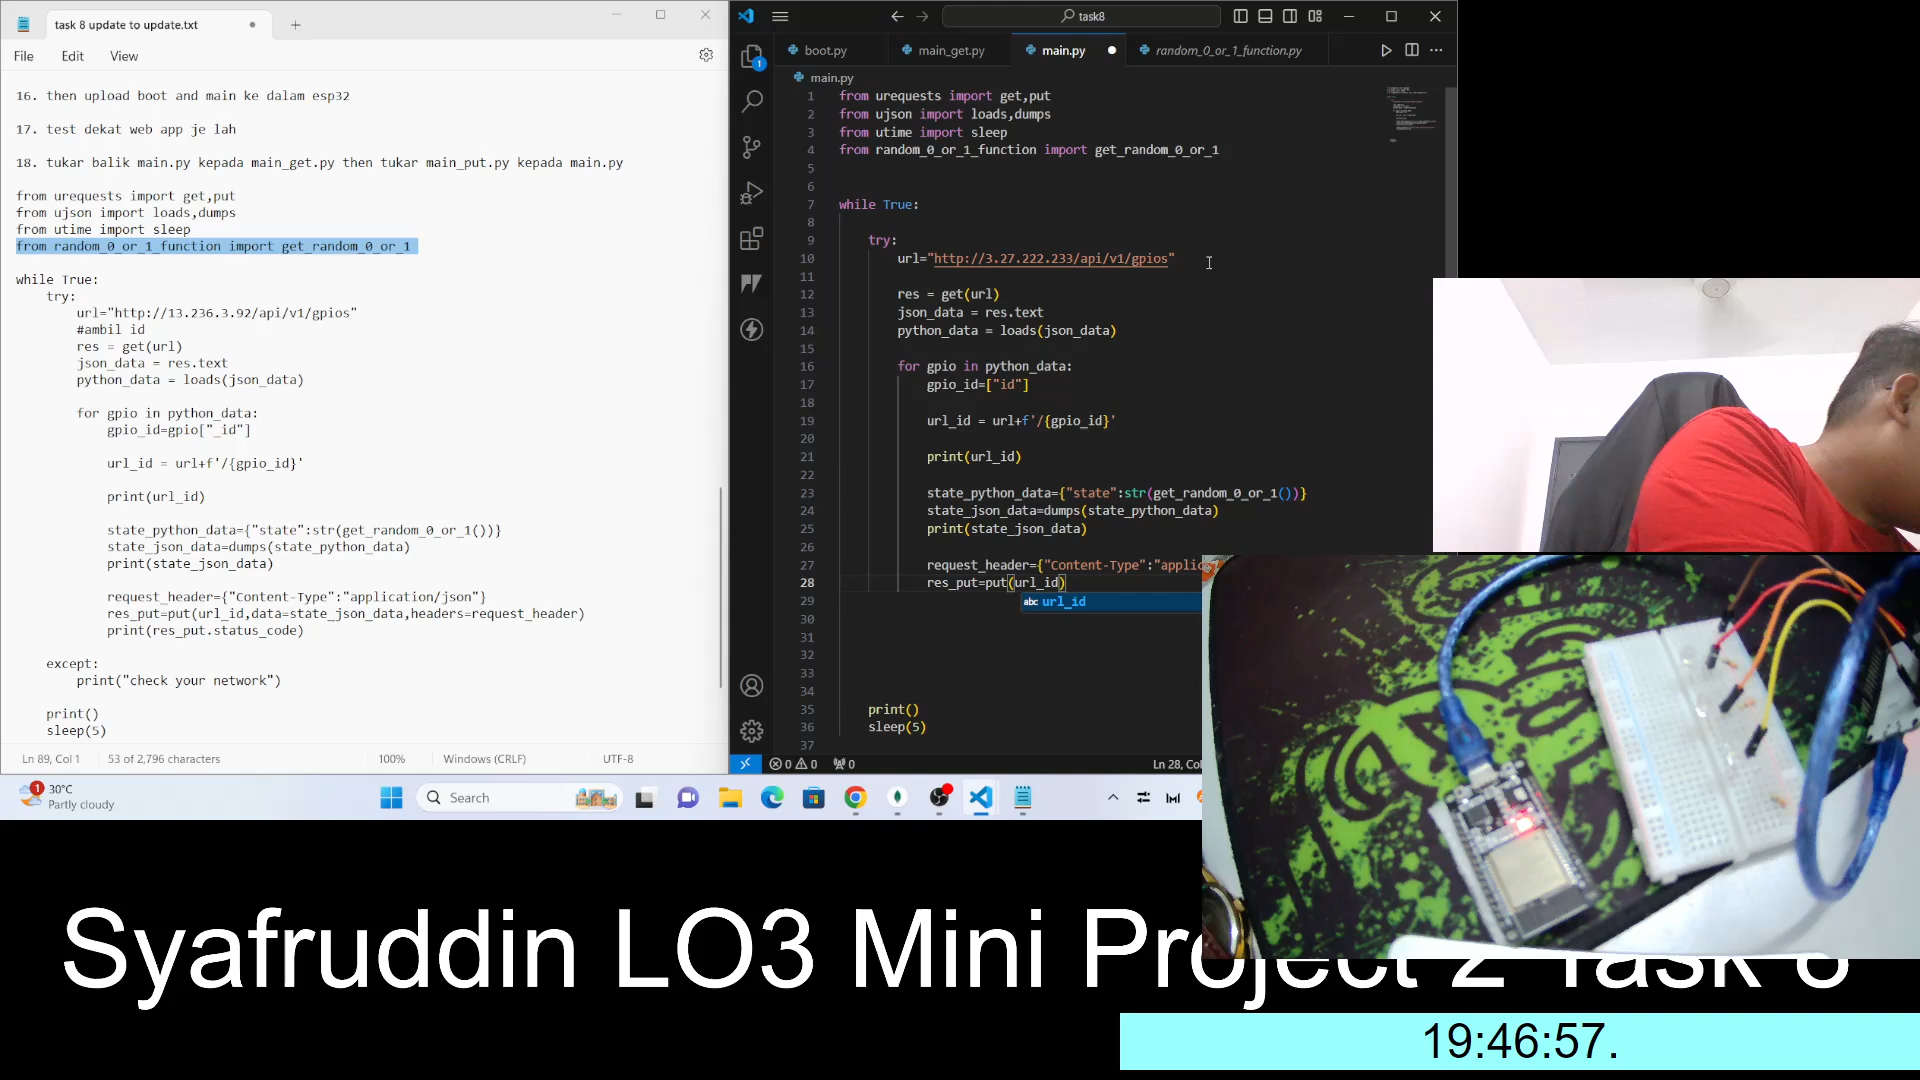 task 8 update to update.txt
File Edit View
16. then upload boot and main ke dalam esp32
17. test dekat web app je lah
18. tukar balik main.py kepada main_get.py then tukar main_put.py kepada main.py
from urequests import get,put
from ujson import loads,dumps
from utime import sleep
from random_0_or_1_function import get_random_0_or_1
while True:
try:
url="http://13.236.3.92/api/v1/gpios"
#ambil id
res = get(url)
json_data = res.text
python_data = loads(json_data)
for gpio in python_data:
gpio_id=gpio["_id"]
url_id = url+f'/{gpio_id}'
print(url_id)
state_python_data={"state":str(get_random_0_or_1())}
state_json_data=dumps(state_python_data)
print(state_json_data)
request_header={"Content-Type":"application/json"}
res_put=put(url_id,data=state_json_data,headers=request_header)
print(res_put.status_code)
except:
print("check your network")
print()
sleep(5)
Ln 89, Col 1 53 of 2,796 characters 100% Windows (CRLF) UTF-8
task8
1
boot.py main_get.py main.py random_0_or_1_function.py
main.py
1 from urequests import get,put
2 from ujson import loads,dumps
3 from utime import sleep
4 from random_0_or_1_function import get_random_0_or_1
5
6
7 while True:
8
9 try:
10 url="http://3.27.222.233/api/v1/gpios"
11
12 res = get(url)
13 json_data = res.text
14 python_data = loads(json_data)
15
16 for gpio in python_data:
17 gpio_id=["id"]
18
19 url_id = url+f'/{gpio_id}'
20
21 print(url_id)
22
23 state_python_data={"state":str(get_random_0_or_1())}
24 state_json_data=dumps(state_python_data)
25 print(state_json_data)
26
27 request_header={"Content-Type":"applic
28 res_put=put(url_id)
29 abc url_id
30
31
32
33
34
35 print()
36 sleep(5)
37
0 0 0 Ln 28, Col
1 30°C
Partly cloudy
Search
Syafruddin LO3 Mini Project 2 Task 8
19:46:57.